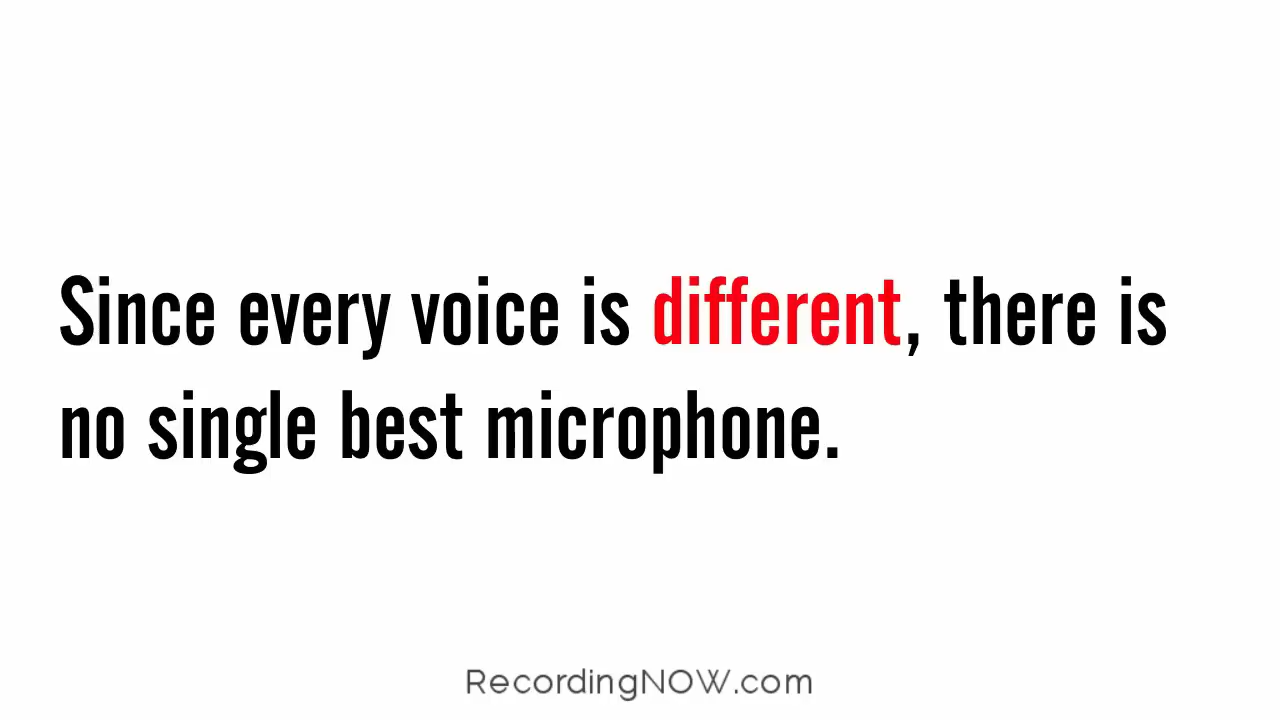 Since every voice is different, there is
no single best microphone.
RecordingNOW.com